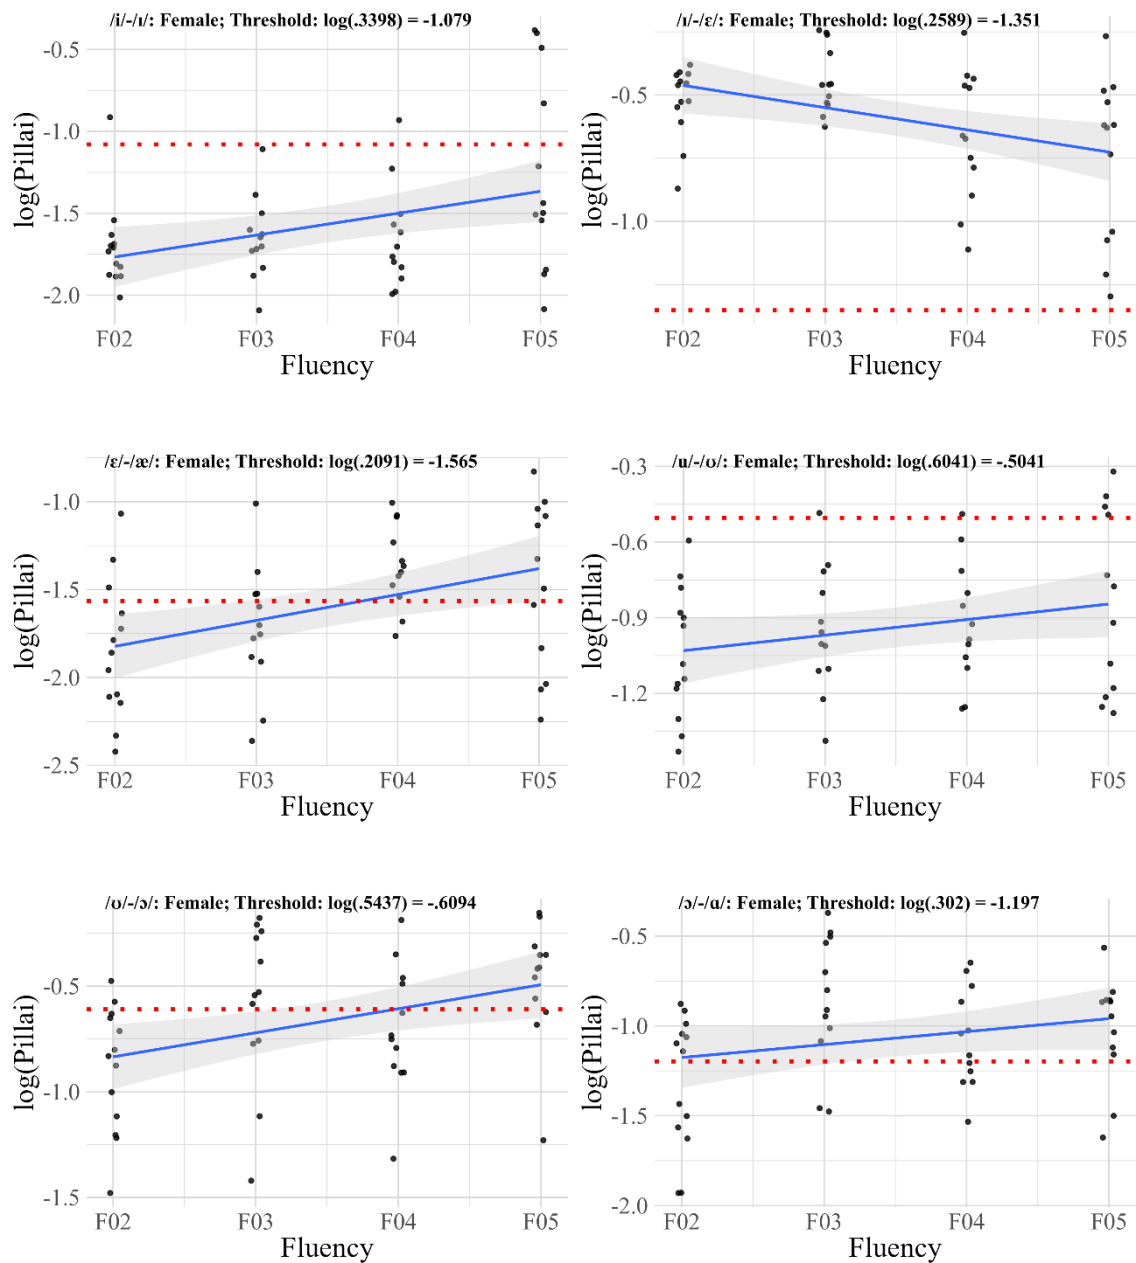 /i/-/ɪ/: Female; Threshold: log(.3398) = -1.079
-0.5
-1.0
-1.5
-2.0
log(Pillai)
F02 F03 F04 F05
Fluency
/ɪ/-/ɛ/: Female; Threshold: log(.2589) = -1.351
-0.5
-1.0
log(Pillai)
F02 F03 F04 F05
Fluency
/ɛ/-/æ/: Female; Threshold: log(.2091) = -1.565
-1.0
-1.5
-2.0
-2.5
log(Pillai)
F02 F03 F04 F05
Fluency
/u/-/ʊ/: Female; Threshold: log(.6041) = -.5041
-0.3
-0.6
-0.9
-1.2
log(Pillai)
F02 F03 F04 F05
Fluency
/ʊ/-/ɔ/: Female; Threshold: log(.5437) = -.6094
-0.5
-1.0
-1.5
log(Pillai)
F02 F03 F04 F05
Fluency
/ɔ/-/ɑ/: Female; Threshold: log(.302) = -1.197
-0.5
-1.0
-1.5
-2.0
log(Pillai)
F02 F03 F04 F05
Fluency